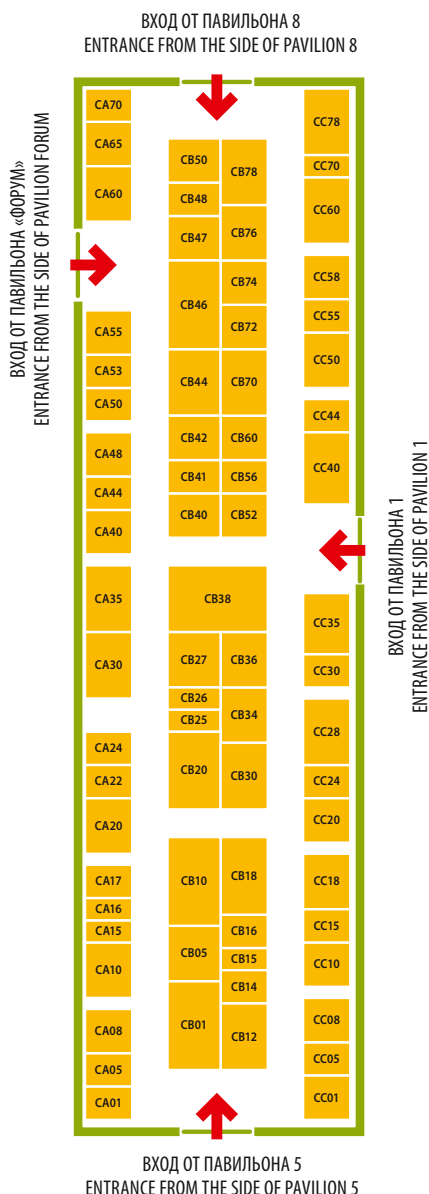 ВХОД ОТ ПАВИЛЬОНА 8
ENTRANCE FROM THE SIDE OF PAVILION 8
ВХОД ОТ ПАВИЛЬОНА «ФОРУМ»
ENTRANCE FROM THE SIDE OF PAVILION FORUM
CA70
CA65
CA60
CA55
CA53
CA50
CA48
CA44
CA40
CA35
CA30
CA24
CA22
CA20
CA17
CA16
CA15
CA10
CA08
CA05
CA01
CB50
CB48
CB47
CB46
CB44
CB42
CB41
CB40
CB78
CB76
CB74
CB72
CB70
CB60
CB56
CB52
CB38
CB27
CB26
CB25
CB20
CB36
CB34
CB30
CB10
CB05
CB01
CB18
CB16
CB15
CB14
CB12
CC78
CC70
CC60
CC58
CC55
CC50
CC44
CC40
CC35
CC30
CC28
CC24
CC20
CC18
CC15
CC10
CC08
CC05
CC01
ВХОД ОТ ПАВИЛЬОНА 1
ENTRANCE FROM THE SIDE OF PAVILION 1
ВХОД ОТ ПАВИЛЬОНА 5
ENTRANCE FROM THE SIDE OF PAVILION 5